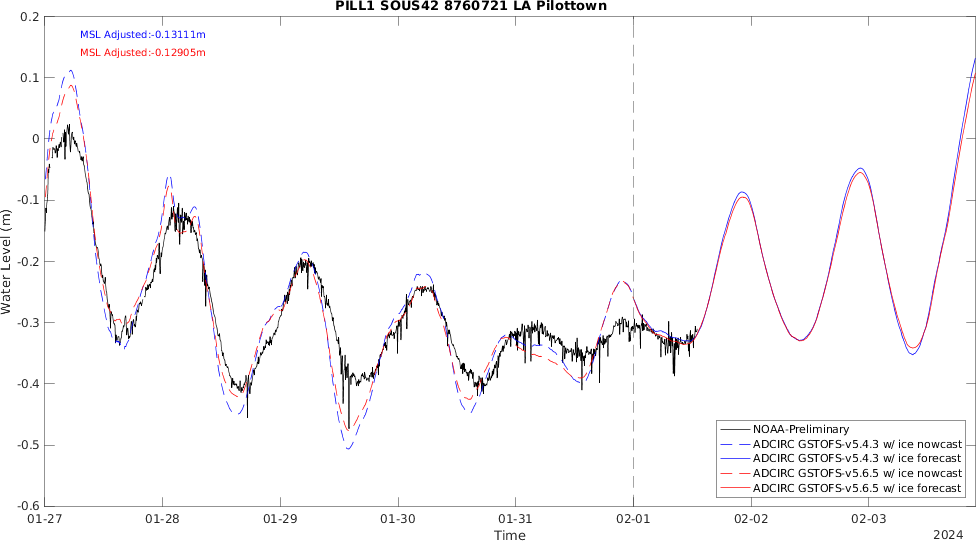 PILL1 SOUS42 8760721 LA Pilottown
MSL Adjusted:-0.13111m
MSL Adjusted:-0.12905m
0.2
0.1
0
-0.1
-0.2
-0.3
-0.4
-0.5
-0.6
Water Level (m)
NOAA-Preliminary
ADCIRC GSTOFS-v5.4.3 w/ ice nowcast
ADCIRC GSTOFS-v5.4.3 w/ ice forecast
ADCIRC GSTOFS-v5.6.5 w/ ice nowcast
ADCIRC GSTOFS-v5.6.5 w/ ice forecast
01-27 01-28 01-29 01-30 01-31 02-01 02-02 02-03
Time
2024